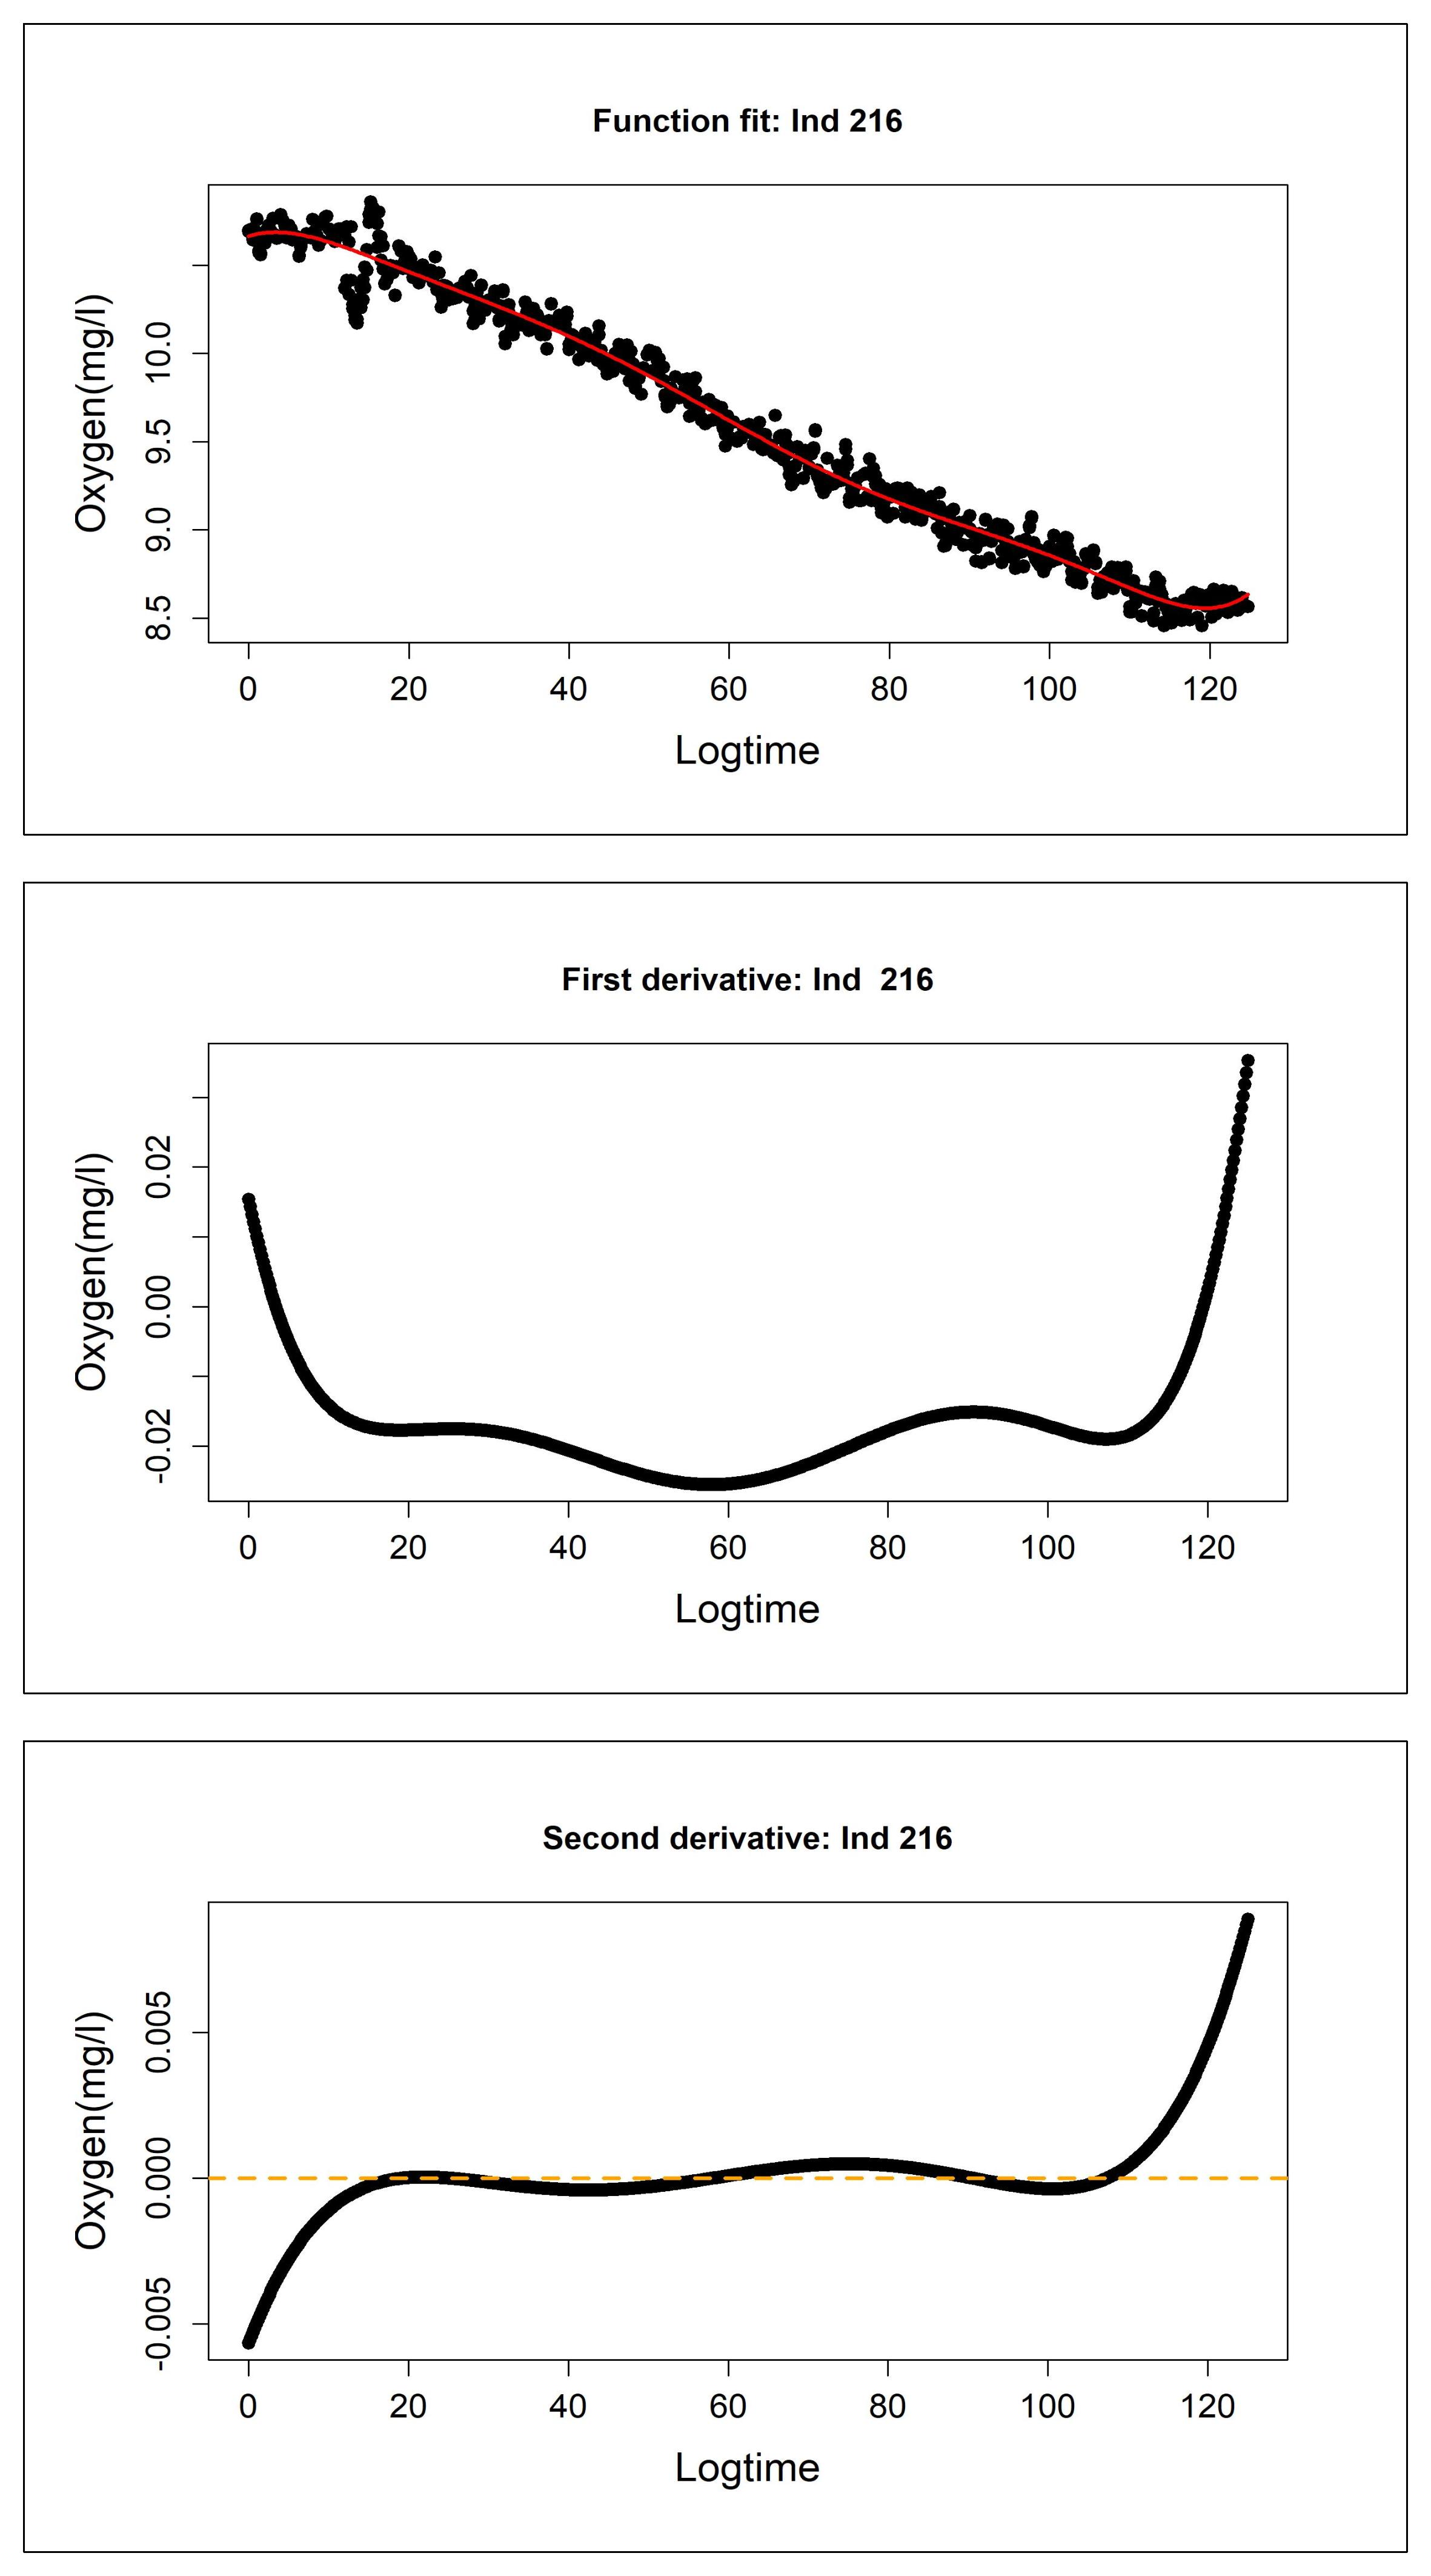 Function fit: Ind 216
Oxygen(mg/l)
10.0
9.5
9.0
8.5
0 20 40 60 80 100 120
Logtime
First derivative: Ind  216
Oxygen(mg/l)
0.02
0.00
-0.02
0 20 40 60 80 100 120
Logtime
Second derivative: Ind 216
Oxygen(mg/l)
0.005
0.000
-0.005
0 20 40 60 80 100 120
Logtime